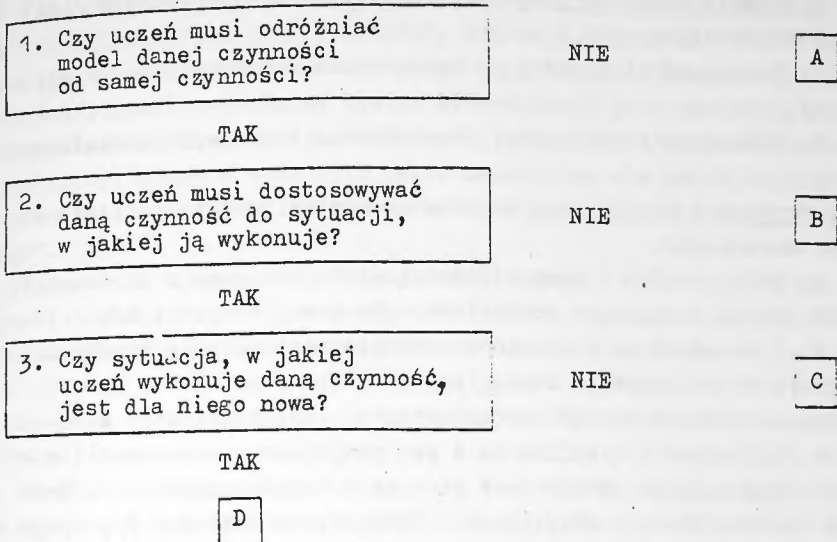 1. Czy uczeń musi odróżniać
model danej czynności
od samej czynności?
NIE
A
TAK
2. Czy uczeń musi dostosowywać
daną czynność do sytuacji,
w jakiej ją wykonuje?
NIE
B
TAK
3. Czy sytuacja, w jakiej
uczeń wykonuje daną czynność,
jest dla niego nowa?
NIE
C
TAK
D